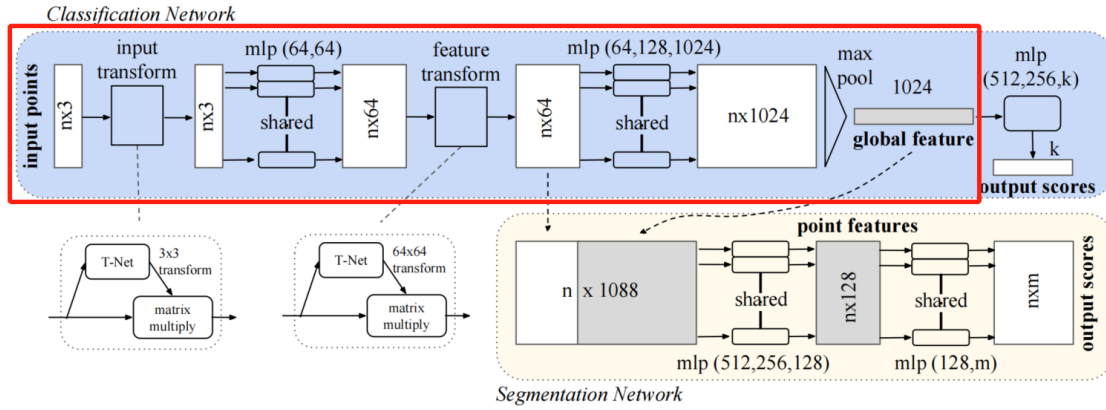 Classification Network
input points
nx3
input
transform
nx3
mlp (64,64)
shared
nx64
feature
transform
nx64
mlp (64,128,1024)
shared
nx1024
max
pool
1024
global feature
mlp
(512,256,k)
k
output scores
T-Net
3x3
transform
matrix
multiply
T-Net
64x64
transform
matrix
multiply
point features
n x 1088
shared
mlp (512,256,128)
nx128
shared
mlp (128,m)
nxm
output scores
Segmentation Network